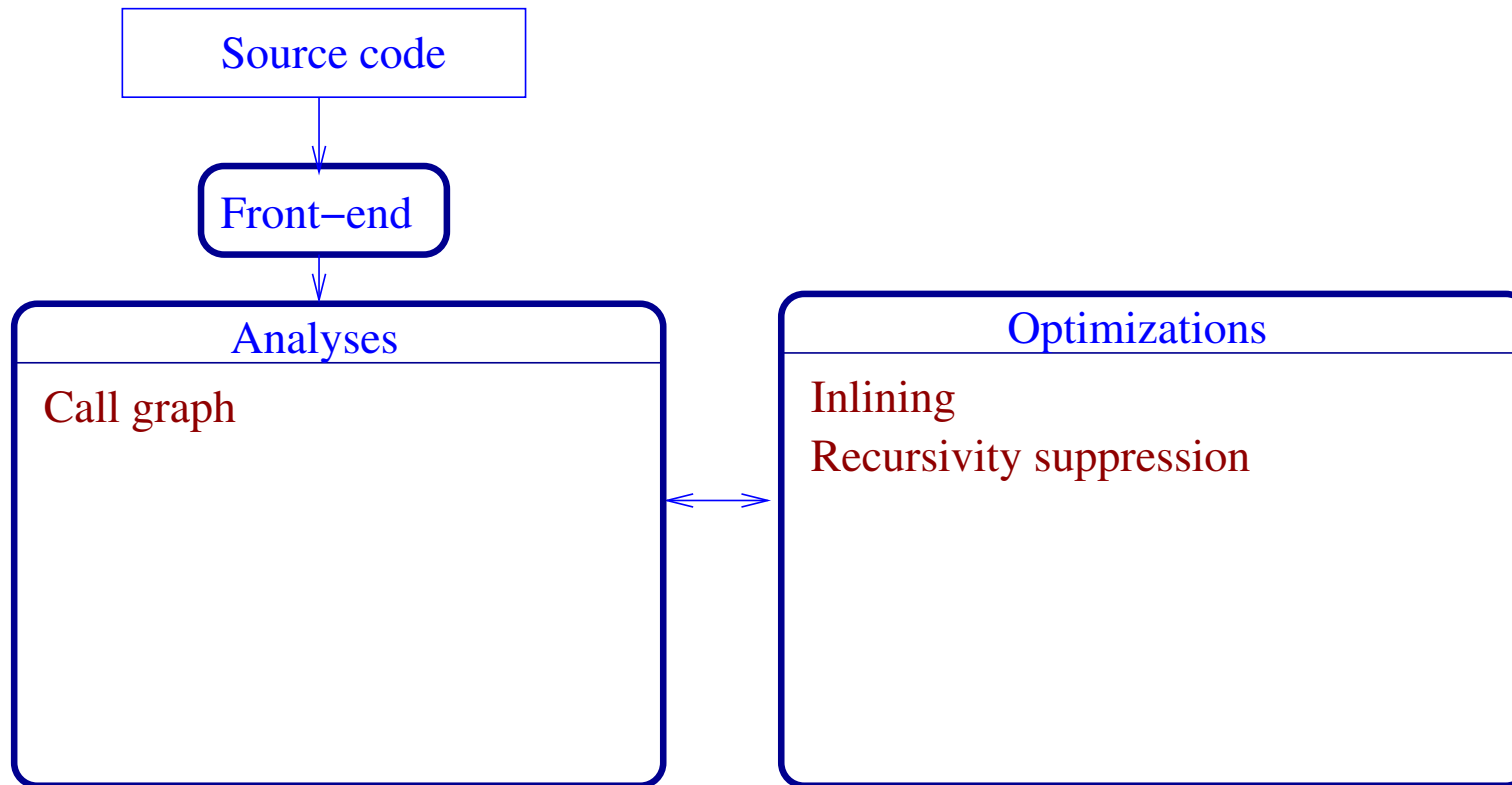 Source code
Front−end
Analyses
Call graph
Optimizations
Inlining
Recursivity suppression